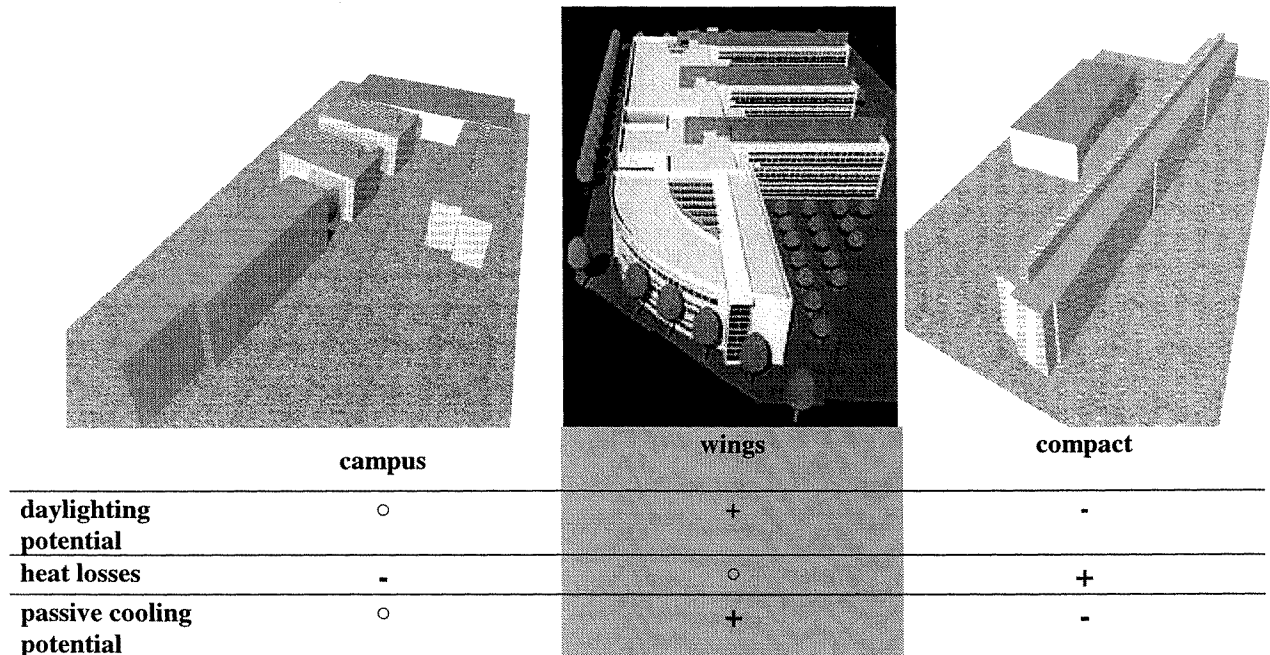 campus wings compact
daylighting ○ + -
potential
heat losses - ○ +
passive cooling ○ + -
potential